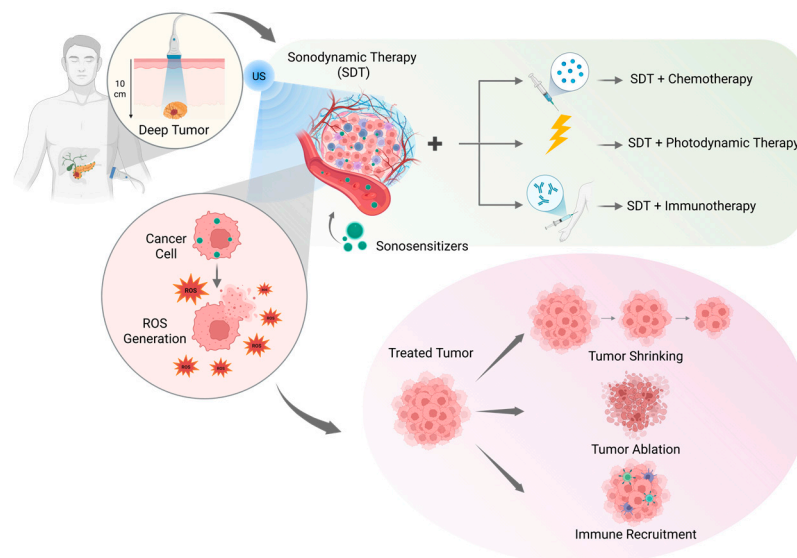 10
cm
Deep Tumor
US
Sonodynamic Therapy
(SDT)
SDT + Chemotherapy
SDT + Photodynamic Therapy
SDT + Immunotherapy
Sonosensitizers
Cancer
Cell
ROS
Generation
ROS
ROS
ROS
ROS
ROS
ROS
ROS
Treated Tumor
Tumor Shrinking
Tumor Ablation
Immune Recruitment